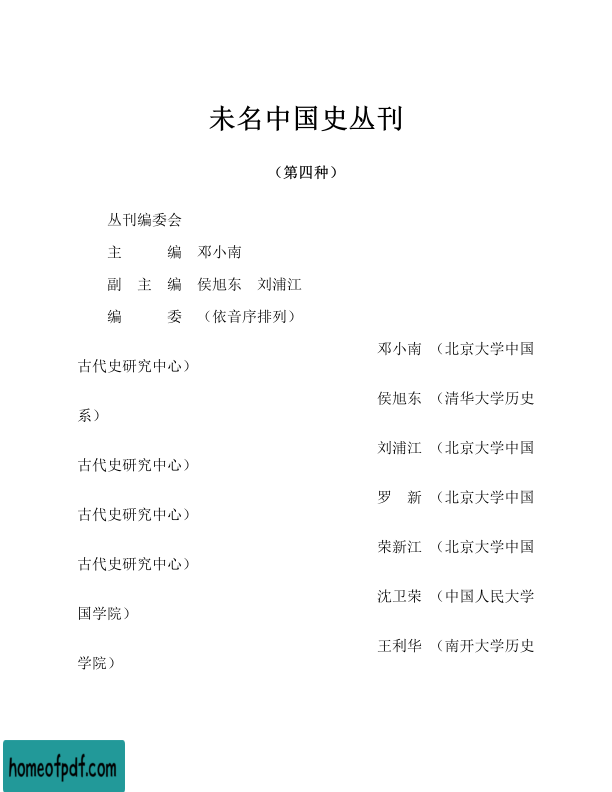 未名中国史丛刊
（第四种）
丛刊编委会
主　　　编　邓小南
副　主　编　侯旭东　刘浦江
编　　　委　（依音序排列）
邓小南　（北京大学中国
古代史研究中心）
侯旭东　（清华大学历史
系）
刘浦江　（北京大学中国
古代史研究中心）
罗　新　（北京大学中国
古代史研究中心）
荣新江　（北京大学中国
古代史研究中心）
沈卫荣　（中国人民大学
国学院）
王利华　（南开大学历史
学院）
homeofpdf.com